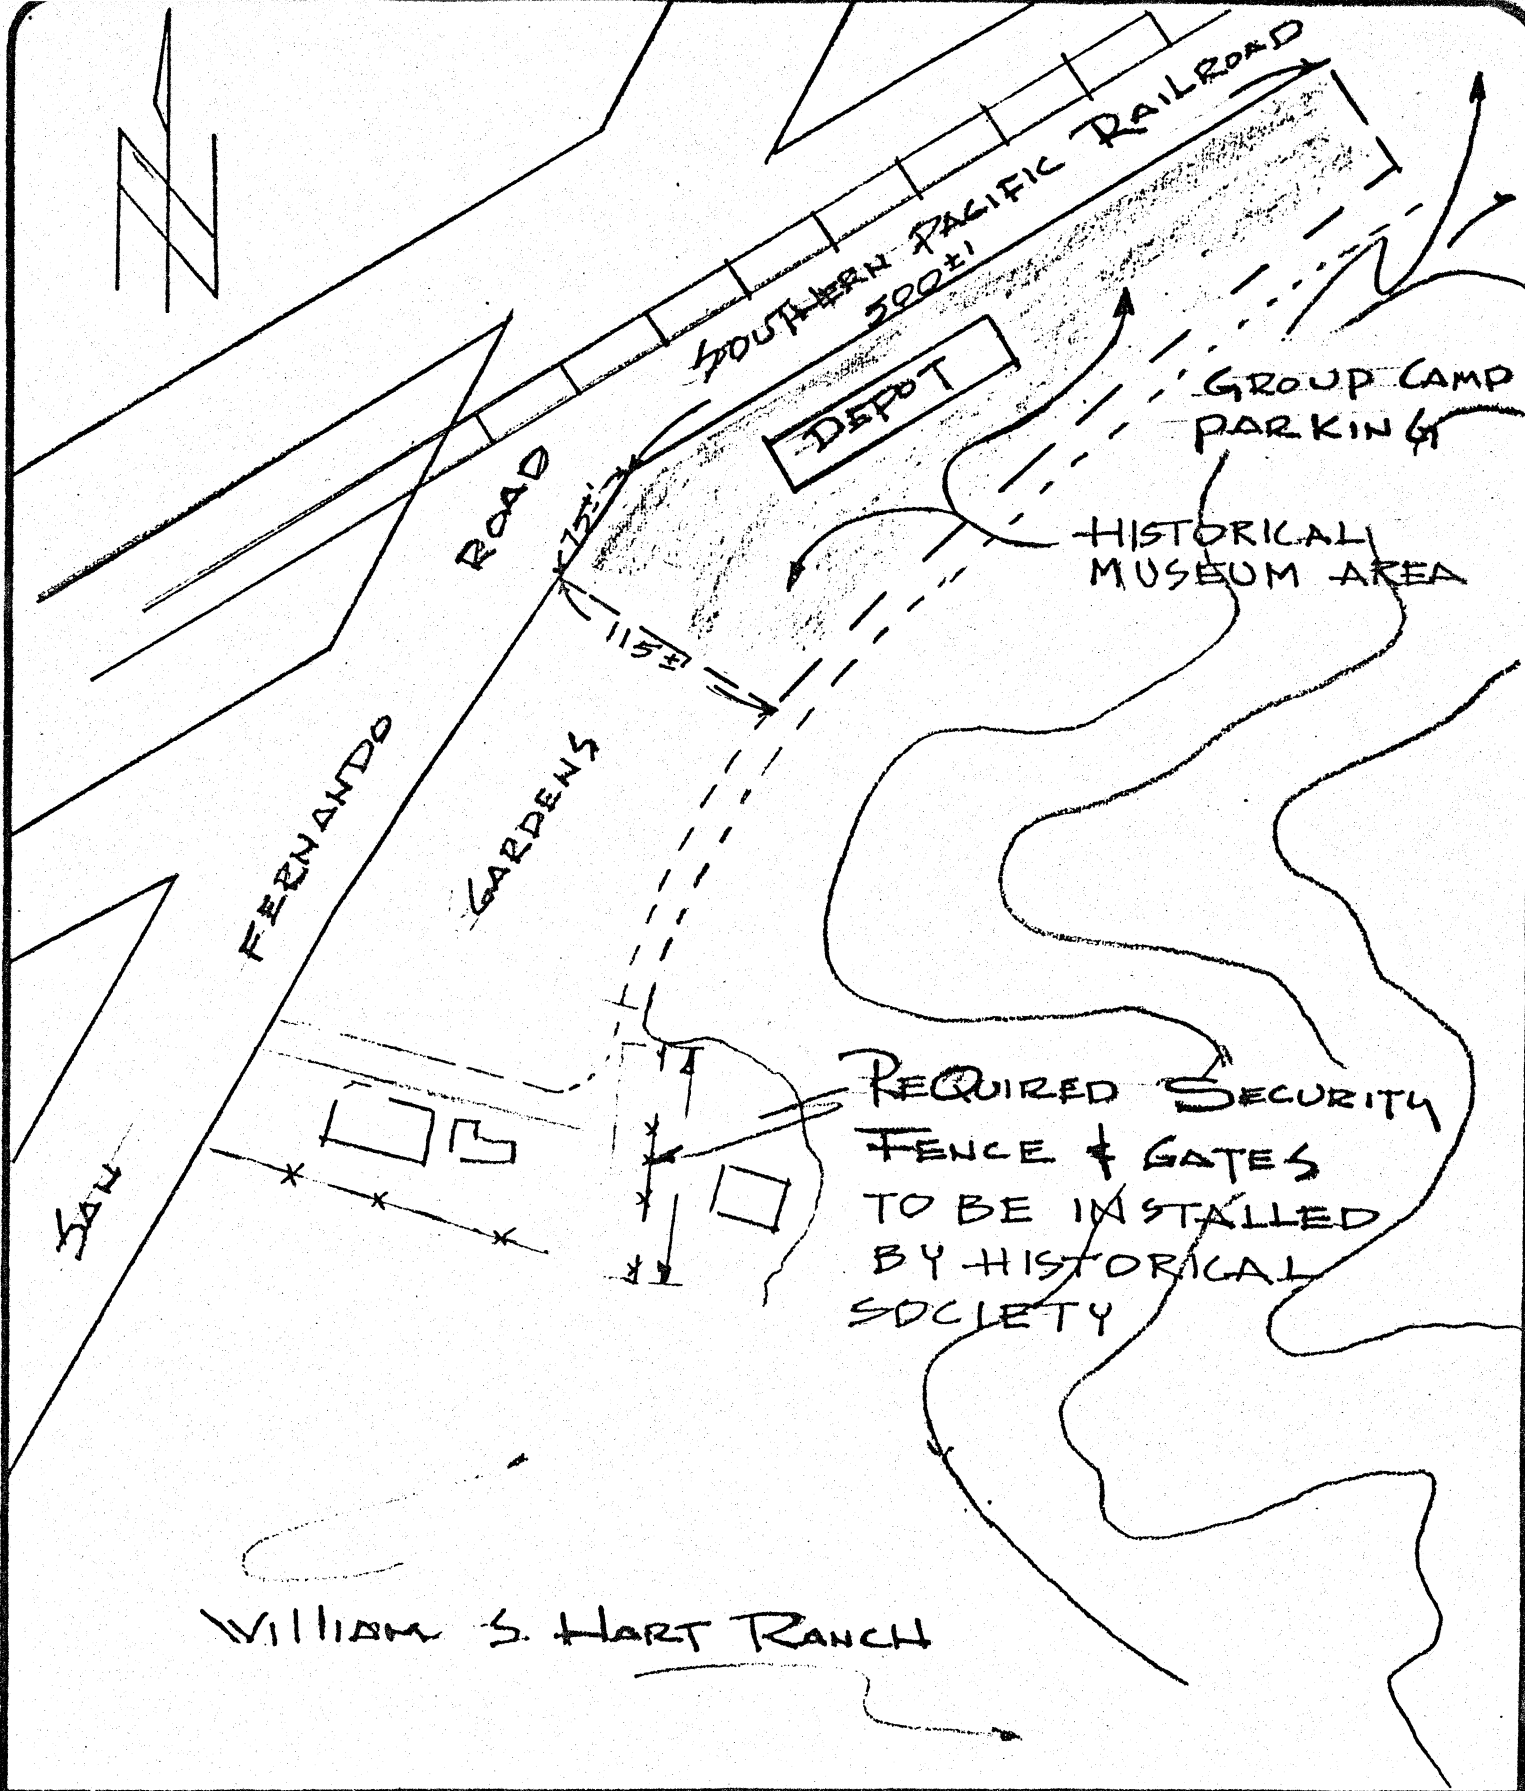 N
SOUTHERN PACIFIC RAILROAD
500±'
DEPOT
75±'
115±'
GROUP CAMP
PARKING
HISTORICAL
MUSEUM AREA
SAN FERNANDO ROAD
GARDENS
REQUIRED SECURITY
FENCE & GATES
TO BE INSTALLED
BY HISTORICAL
SOCIETY
WILLIAM S. HART RANCH